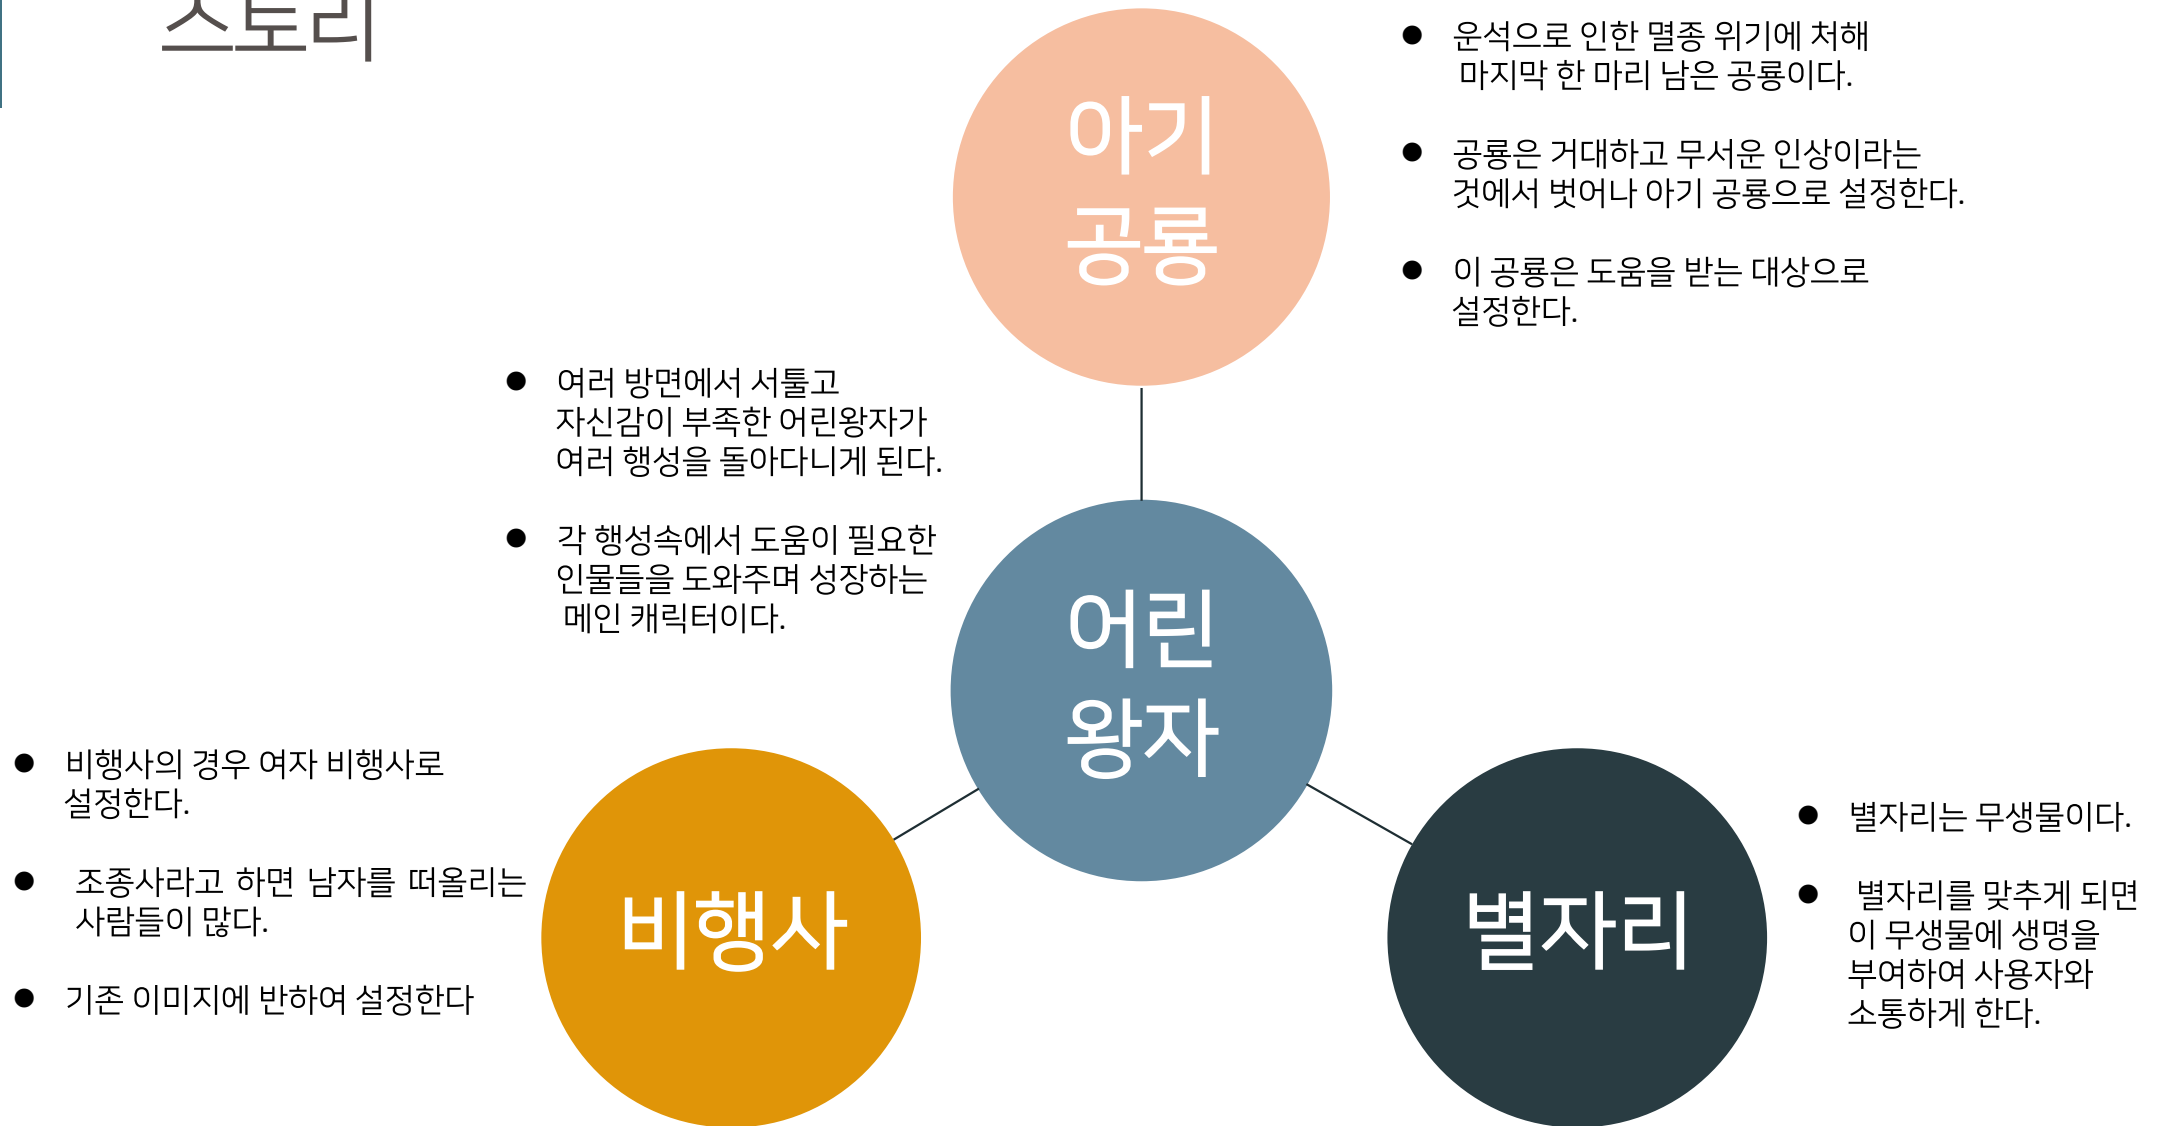 스토리
아기
공룡
운석으로 인한 멸종 위기에 처해
마지막 한 마리 남은 공룡이다.
공룡은 거대하고 무서운 인상이라는
것에서 벗어나 아기 공룡으로 설정한다.
이 공룡은 도움을 받는 대상으로
설정한다.
여러 방면에서 서툴고
자신감이 부족한 어린왕자가
여러 행성을 돌아다니게 된다.
각 행성속에서 도움이 필요한
인물들을 도와주며 성장하는
메인 캐릭터이다.
어린
왕자
비행사의 경우 여자 비행사로
설정한다.
조종사라고 하면 남자를 떠올리는
사람들이 많다.
기존 이미지에 반하여 설정한다
비행사
별자리
별자리는 무생물이다.
별자리를 맞추게 되면
이 무생물에 생명을
부여하여 사용자와
소통하게 한다.